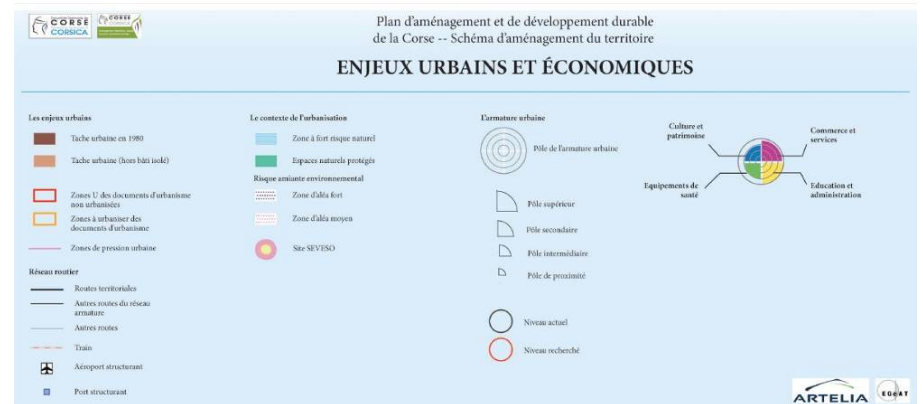 CORSE
CORSICA
CORSE
Plan d'aménagement et de développement durable
de la Corse -- Schéma d'aménagement du territoire
ENJEUX URBAINS ET ÉCONOMIQUES
Les enjeux urbains
Tache urbaine en 1980
Tache urbaine (hors bâti isolé)
Zones U des documents d'urbanisme
non urbanisées
Zones à urbaniser des
documents d'urbanisme
Zones de pression urbaine
Réseau routier
Routes territoriales
Autres routes du réseau
armature
Autres routes
Train
Aéroport structurant
Port structurant
Le contexte de l'urbanisation
Zone à fort risque naturel
Espaces naturels protégés
Risque amiante environnemental
Zone d'aléa fort
Zone d'aléa moyen
Site SEVESO
L'armature urbaine
Pôle de l'armature urbaine
Pôle supérieur
Pôle secondaire
Pôle intermédiaire
Pôle de proximité
Niveau actuel
Niveau recherché
Culture et
patrimoine
Commerce et
services
Equipements de
santé
Education et
administration
ARTELIA